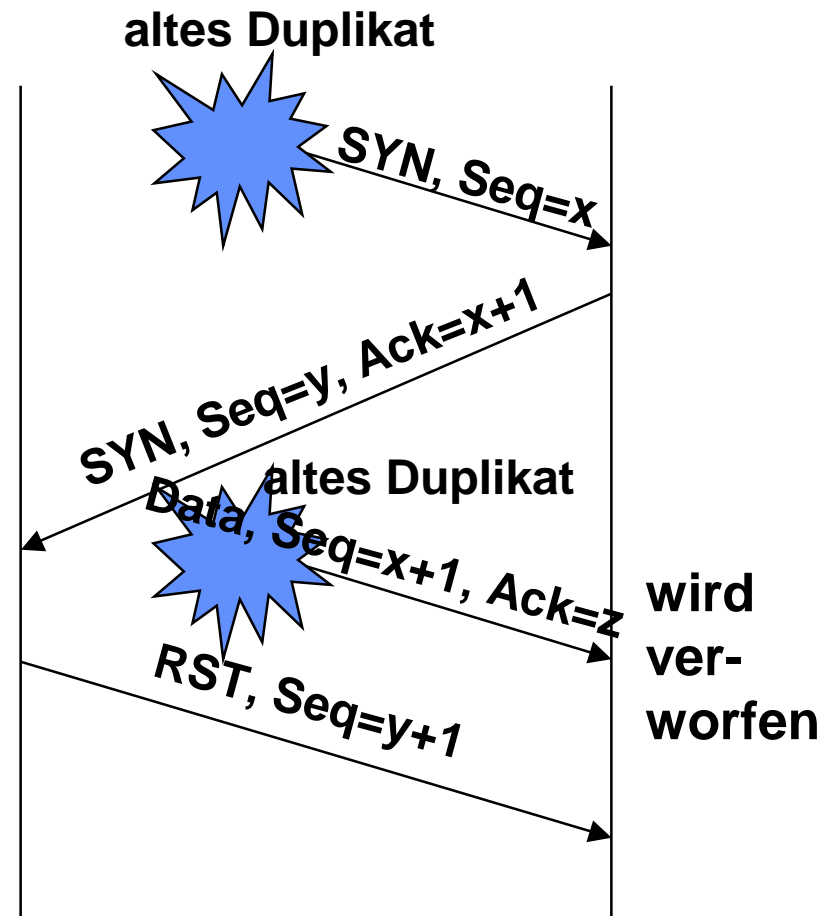 altes Duplikat
SYN, Seq=x
SYN, Seq=y, Ack=x+1
altes Duplikat
Data, Seq=x+1, Ack=z
wird
ver-
worfen
RST, Seq=y+1